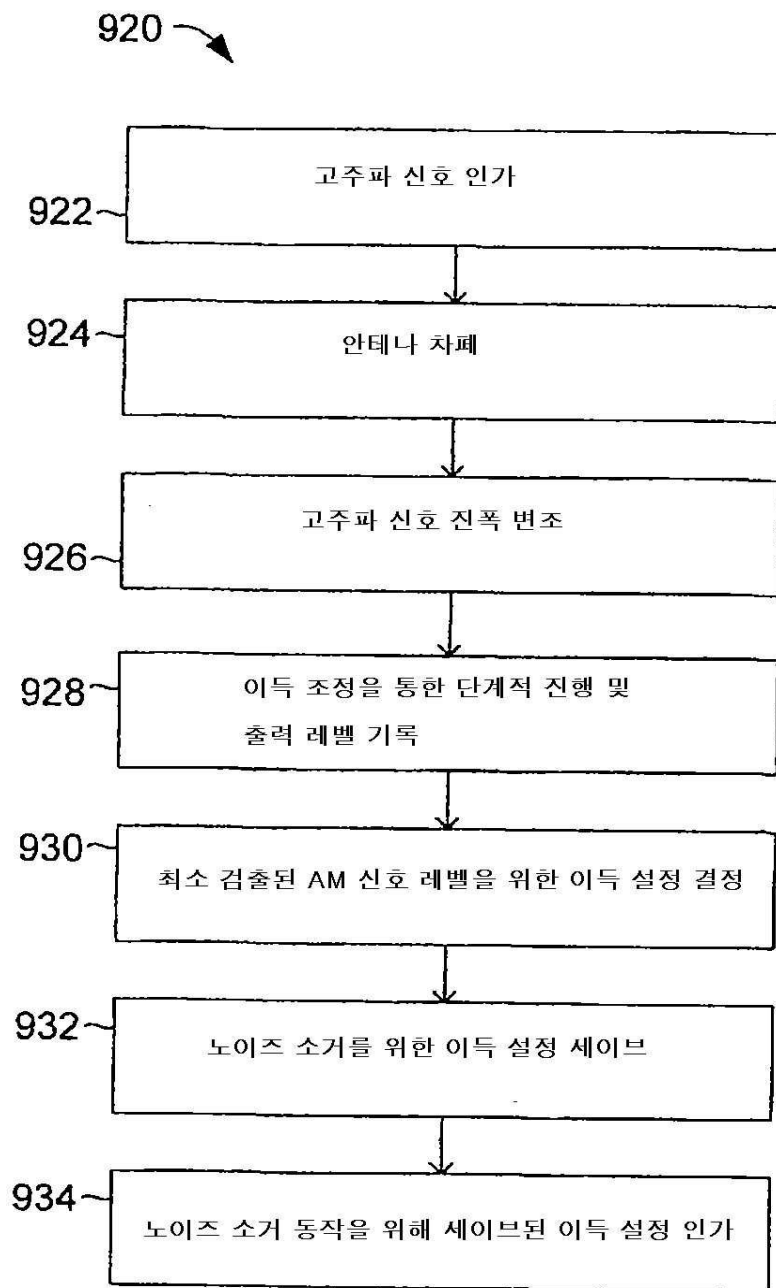 920
고주파 신호 인가
922
924
안테나 차폐
고주파 신호 진폭 변조
926
928
이득 조정을 통한 단계적 진행 및
출력 레벨 기록
930
최소 검출된 AM 신호 레벨을 위한 이득 설정 결정
932
노이즈 소거를 위한 이득 설정 세이브
934
노이즈 소거 동작을 위해 세이브된 이득 설정 인가